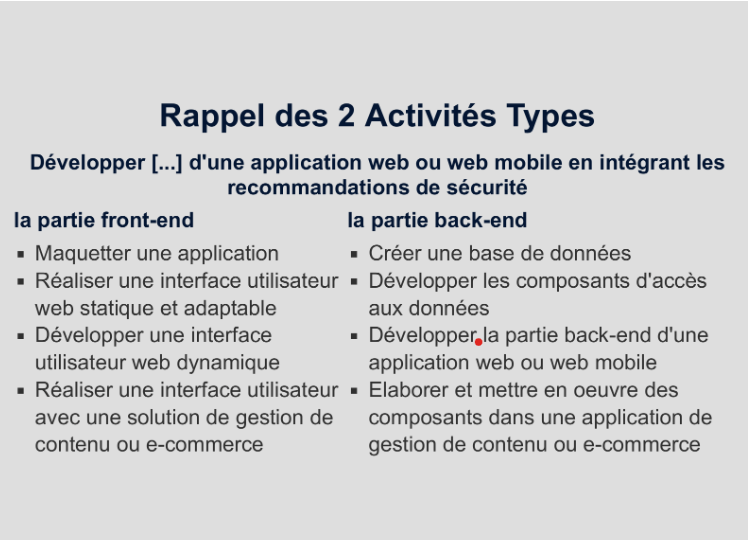 Rappel des 2 Activités Types
Développer [...] d'une application web ou web mobile en intégrant les
recommandations de sécurité
la partie front-end
▪ Maquetter une application
▪ Réaliser une interface utilisateur
web statique et adaptable
▪ Développer une interface
utilisateur web dynamique
▪ Réaliser une interface utilisateur
avec une solution de gestion de
contenu ou e-commerce
la partie back-end
▪ Créer une base de données
▪ Développer les composants d'accès
aux données
▪ Développer la partie back-end d'une
application web ou web mobile
▪ Elaborer et mettre en oeuvre des
composants dans une application de
gestion de contenu ou e-commerce